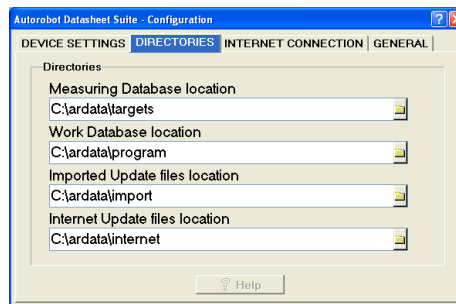 Autorobot Datasheet Suite - Configuration
DEVICE SETTINGS DIRECTORIES INTERNET CONNECTION GENERAL
Directories
Measuring Database location
C:\ardata\targets
Work Database location
C:\ardata\program
Imported Update files location
C:\ardata\import
Internet Update files location
C:\ardata\internet
Help